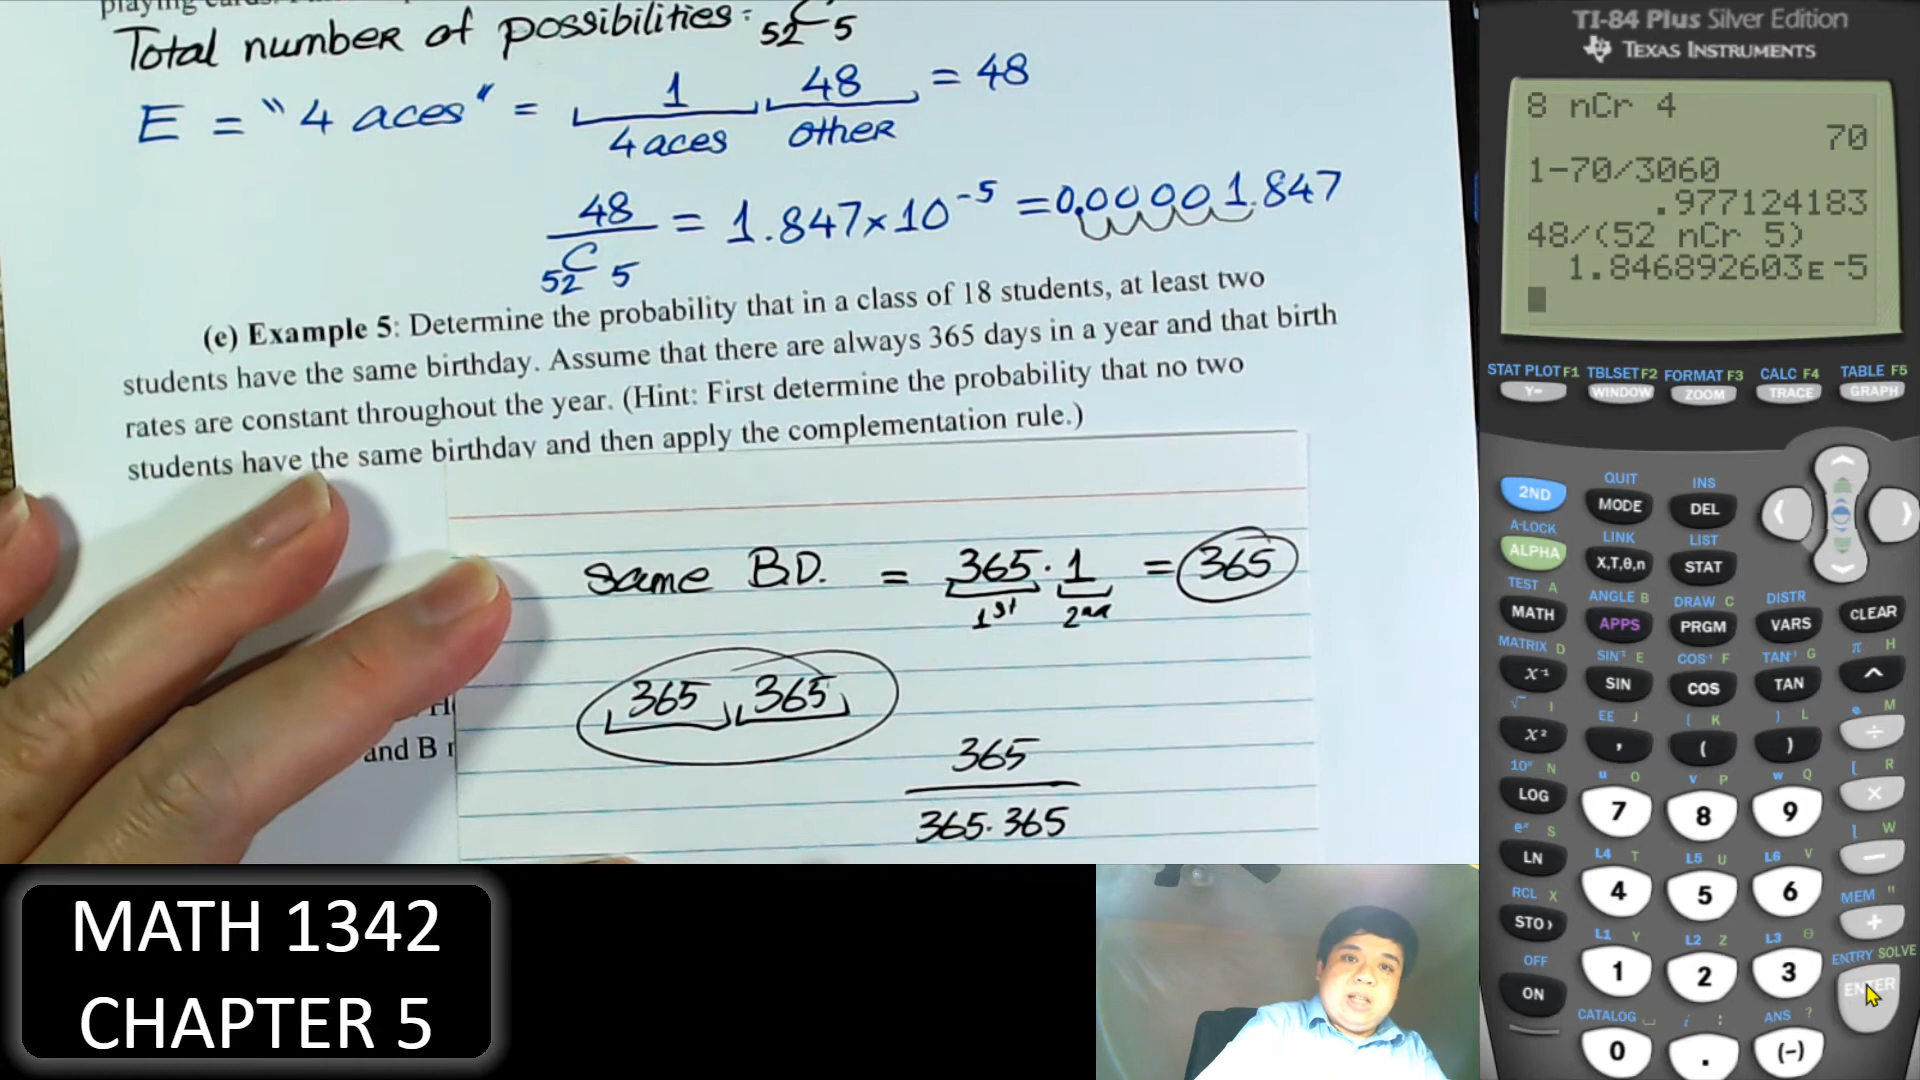 playing cards.
Total number of possibilities: 52C5
E = "4 aces" = 1 48 = 48
4 aces other
48 = 1.847×10⁻⁵ = 0.00001.847
52C5
(e) Example 5: Determine the probability that in a class of 18 students, at least two
students have the same birthday. Assume that there are always 365 days in a year and that birth
rates are constant throughout the year. (Hint: First determine the probability that no two
students have the same birthday and then apply the complementation rule.)
same B.D. = 365 · 1 = 365
1st 2nd
365 365
365
365·365
and B
MATH 1342
CHAPTER 5
TI-84 Plus Silver Edition
TEXAS INSTRUMENTS
8 nCr 4
70
1-70/3060
.977124183
48/(52 nCr 5)
1.846892603E-5
STAT PLOT F1 TBLSET F2 FORMAT F3 CALC F4 TABLE F5
Y= WINDOW ZOOM TRACE GRAPH
QUIT INS
2ND MODE DEL
A-LOCK LINK LIST
ALPHA X,T,θ,n STAT
TEST A ANGLE B DRAW C DISTR
MATH APPS PRGM VARS CLEAR
MATRIX D SIN⁻¹ E COS⁻¹ F TAN⁻¹ G π H
X⁻¹ SIN COS TAN ^
√ I EE J { K } L e M
X² , ( ) ÷
10ˣ N u O v P w Q [ R
LOG 7 8 9 ×
eˣ S L4 T L5 U L6 V ] W
LN 4 5 6 −
RCL X L1 Y L2 Z L3 θ MEM "
STO› 1 2 3 +
OFF CATALOG ␣ i : ANS ? ENTRY SOLVE
ON 0 . (-) ENTER